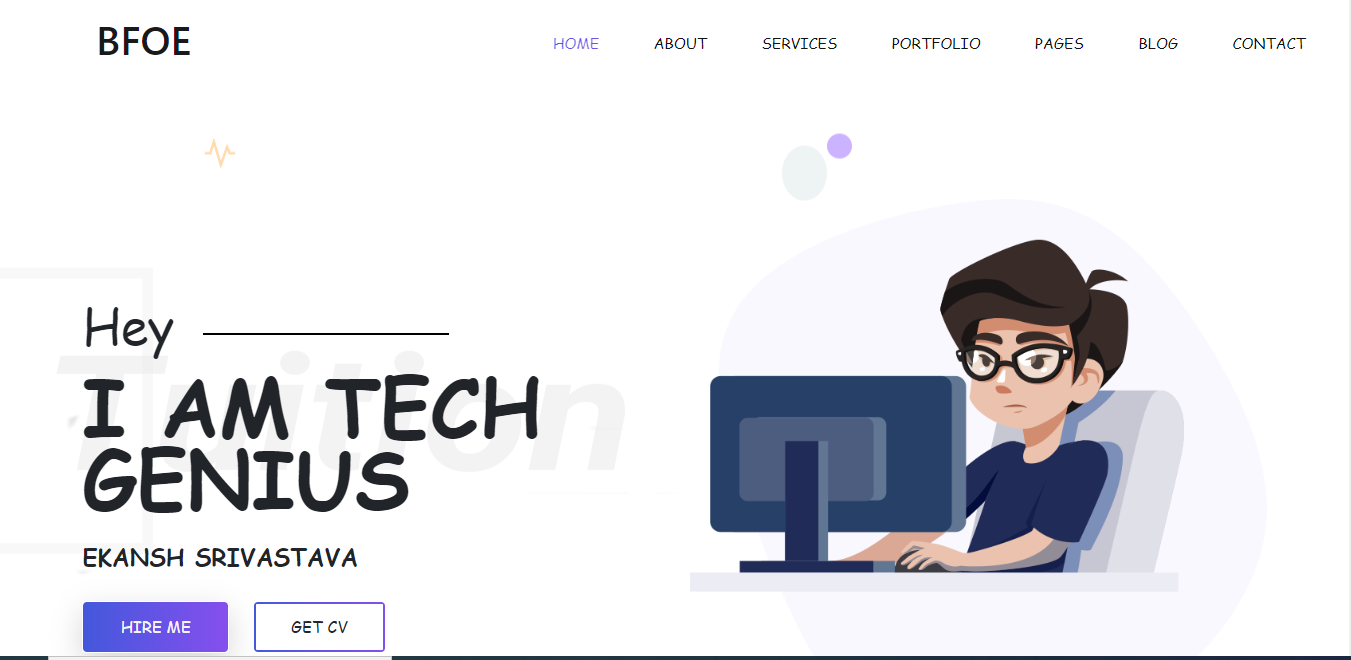 BFOE
HOME ABOUT SERVICES PORTFOLIO PAGES BLOG CONTACT
Hey
Tuition
I AM TECH
GENIUS
EKANSH SRIVASTAVA
HIRE ME GET CV